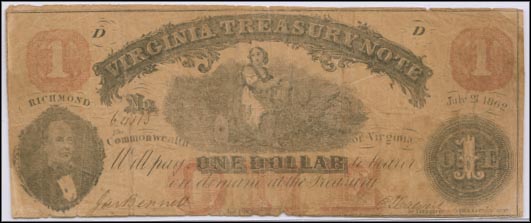 D D
VIRGINIA TREASURY NOTE
1 1
RICHMOND July 21 1862
No.
The
Commonwealth of Virginia
Will pay ONE DOLLAR to bearer
on demand at the Treasury
ONE